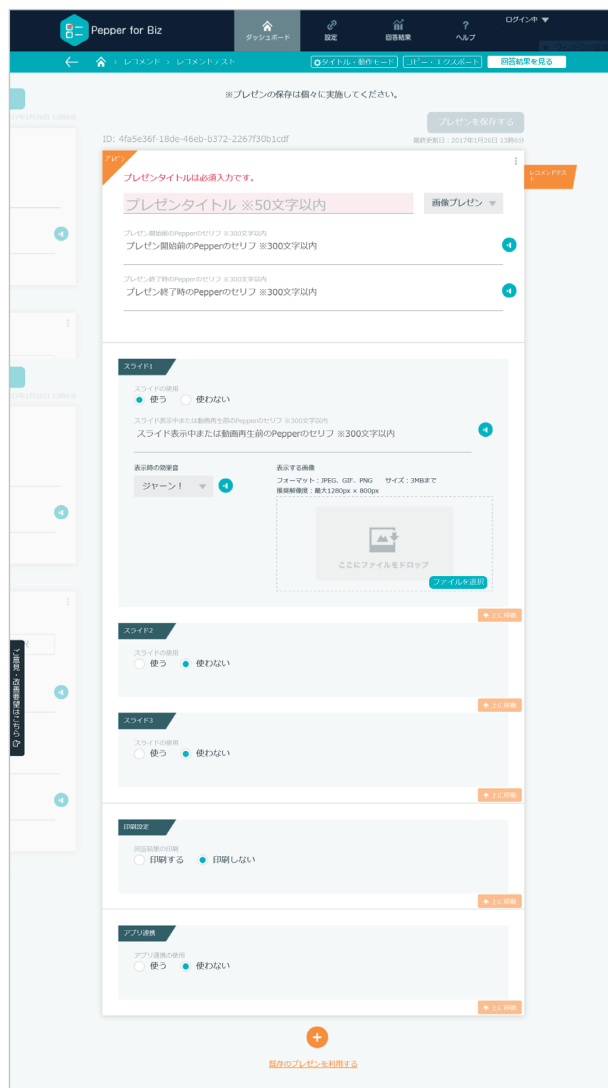 Pepper for Biz
ダッシュボード
設定
回答結果
ヘルプ
ログイン中 ▼
レコメンド > レコメンドテスト
タイトル・動作モード
コピー・エクスポート
回答結果を見る
※プレゼンの保存は個々に実施してください。
プレゼンを保存する
ID: 4fa5e36f-18de-46eb-b372-2267f30b1cdf
最終更新日：2017年1月26日 13時6分
プレゼン
レコメンドテスト
プレゼンタイトルは必須入力です。
プレゼンタイトル ※50文字以内
画像プレゼン ▼
プレゼン開始前のPepperのセリフ ※300文字以内
プレゼン開始前のPepperのセリフ ※300文字以内
プレゼン終了時のPepperのセリフ ※300文字以内
プレゼン終了時のPepperのセリフ ※300文字以内
スライド1
スライドの使用
使う 使わない
スライド表示中または動画再生前のPepperのセリフ ※300文字以内
スライド表示中または動画再生前のPepperのセリフ ※300文字以内
表示時の効果音
ジャーン！ ▼
表示する画像
フォーマット：JPEG、GIF、PNG サイズ：3MBまで
推奨解像度：最大1280px × 800px
ここにファイルをドロップ
ファイルを選択
上に移動
スライド2
スライドの使用
使う 使わない
上に移動
スライド3
スライドの使用
使う 使わない
上に移動
印刷設定
回答結果の印刷
印刷する 印刷しない
上に移動
アプリ連携
アプリ連携の使用
使う 使わない
上に移動
既存のプレゼンを利用する
ご意見・改善要望はこちら